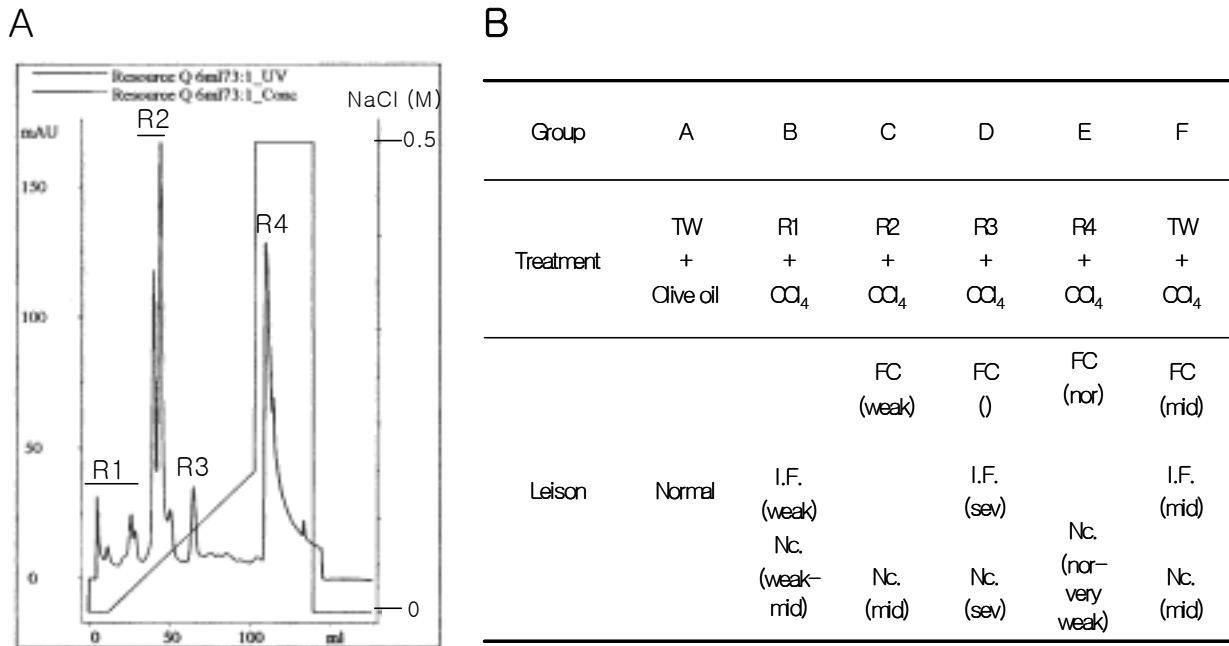 A
Resource Q 6ml73:1_UV
Resource Q 6ml73:1_Conc
NaCl (M)
mAU
R2
0.5
150
R4
100
50
R1
R3
0
0
0
50
100
ml
B
Group A B C D E F
TW R1 R2 R3 R4 TW
Treatment + + + + + +
Olive oil CCl4 CCl4 CCl4 CCl4 CCl4
FC FC FC FC
(weak) () (nor) (mid)
Leison Normal I.F. I.F. I.F.
(weak) (sev) (mid)
Nc. Nc.
(weak- Nc. Nc. (nor- Nc.
mid) (mid) (sev) very (mid)
weak)